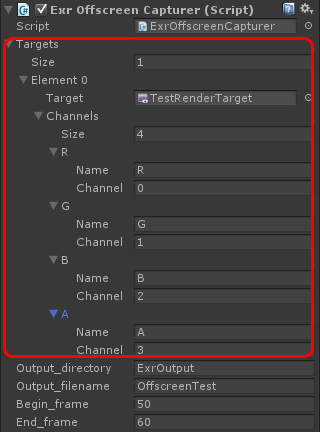 Exr Offscreen Capturer (Script)
Script ExrOffscreenCapturer
Targets
Size 1
Element 0
Target TestRenderTarget
Channels
Size 4
R
Name R
Channel 0
G
Name G
Channel 1
B
Name B
Channel 2
A
Name A
Channel 3
Output_directory ExrOutput
Output_filename OffscreenTest
Begin_frame 50
End_frame 60